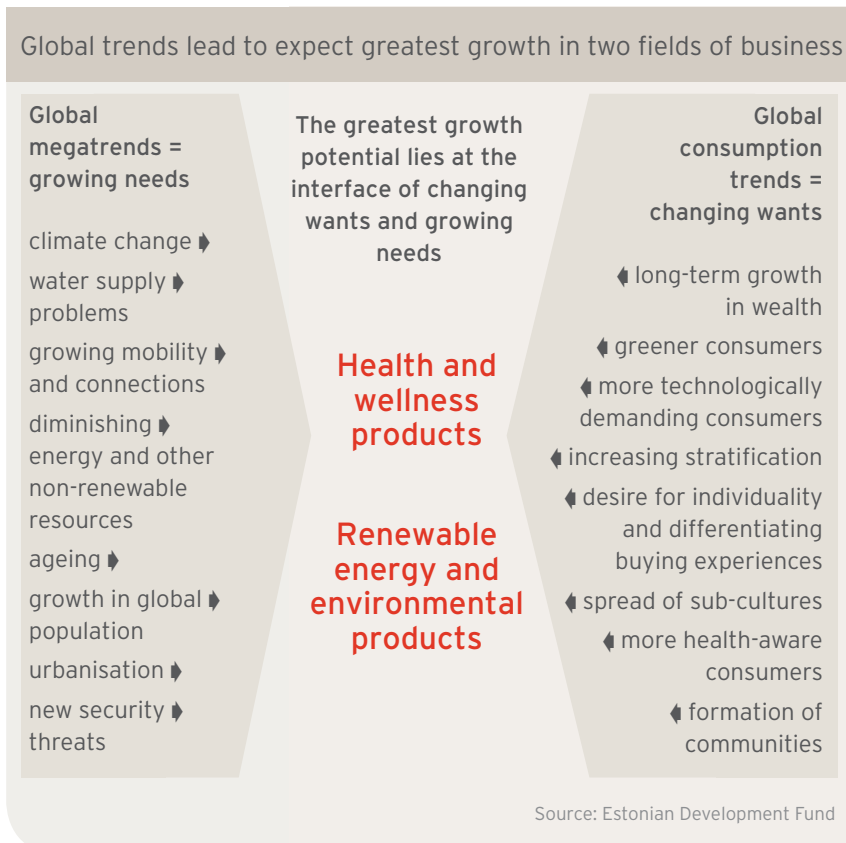 Global trends lead to expect greatest growth in two fields of business
Global
megatrends =
growing needs
climate change
water supply
problems
growing mobility
and connections
diminishing
energy and other
non-renewable
resources
ageing
growth in global
population
urbanisation
new security
threats
The greatest growth
potential lies at the
interface of changing
wants and growing
needs
Health and
wellness
products
Renewable
energy and
environmental
products
Global
consumption
trends =
changing wants
long-term growth
in wealth
greener consumers
more technologically
demanding consumers
increasing stratification
desire for individuality
and differentiating
buying experiences
spread of sub-cultures
more health-aware
consumers
formation of
communities
Source: Estonian Development Fund